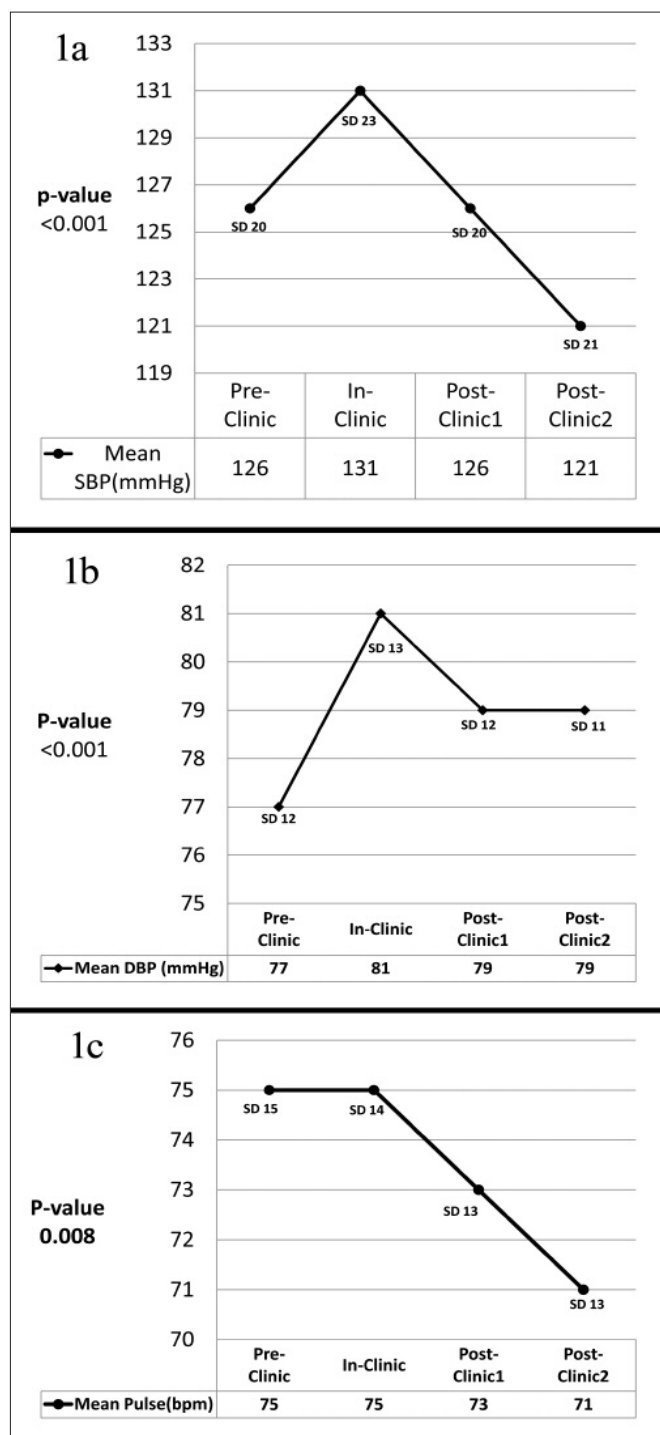 1a
133
131
129
127
125
123
121
119
p-value
<0.001
SD 20
SD 23
SD 20
SD 21
Pre-
Clinic
In-
Clinic
Post-
Clinic1
Post-
Clinic2
Mean
SBP(mmHg)
126
131
126
121
1b
82
81
80
79
78
77
76
75
P-value
<0.001
SD 12
SD 13
SD 12
SD 11
Pre-
Clinic
In-Clinic
Post-
Clinic1
Post-
Clinic2
Mean DBP (mmHg)
77
81
79
79
1c
76
75
74
73
72
71
70
P-value
0.008
SD 15
SD 14
SD 13
SD 13
Pre-
Clinic
In-Clinic
Post-
Clinic1
Post-
Clinic2
Mean Pulse(bpm)
75
75
73
71